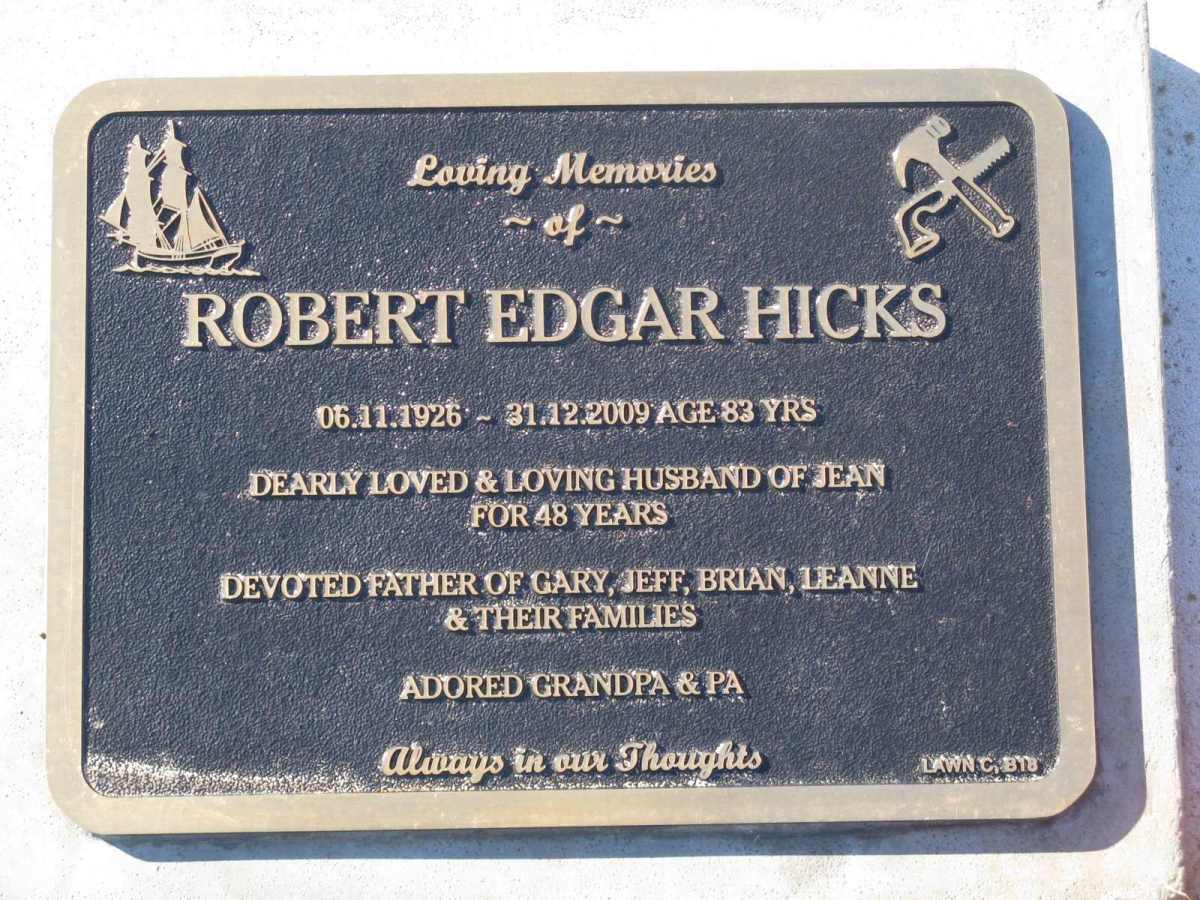 Loving Memories
~ of ~
ROBERT EDGAR HICKS
06.11.1926 ~ 31.12.2009 AGE 83 YRS
DEARLY LOVED & LOVING HUSBAND OF JEAN
FOR 48 YEARS
DEVOTED FATHER OF GARY, JEFF, BRIAN, LEANNE
& THEIR FAMILIES
ADORED GRANDPA & PA
Always in our Thoughts
LAWN C, B18